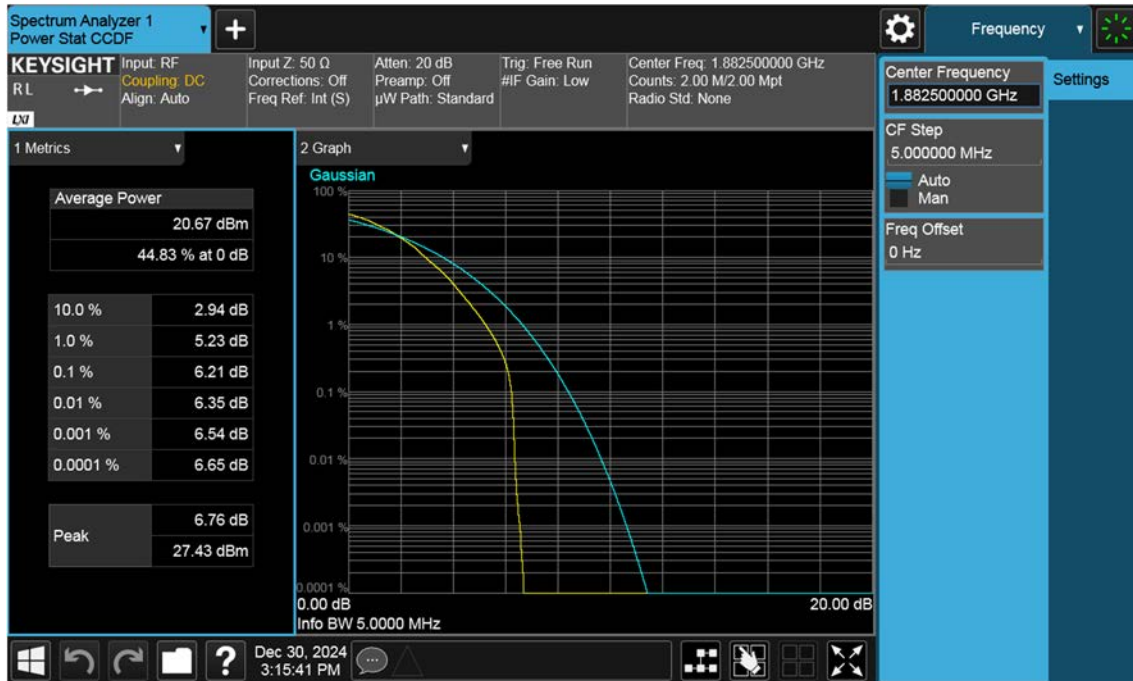 Spectrum Analyzer 1
Power Stat CCDF
Frequency
KEYSIGHT
R L
LXI
Input: RF
Coupling: DC
Align: Auto
Input Z: 50 Ω
Corrections: Off
Freq Ref: Int (S)
Atten: 20 dB
Preamp: Off
µW Path: Standard
Trig: Free Run
#IF Gain: Low
Center Freq: 1.882500000 GHz
Counts: 2.00 M/2.00 Mpt
Radio Std: None
Center Frequency
1.882500000 GHz
Settings
CF Step
5.000000 MHz
Auto
Man
Freq Offset
0 Hz
1 Metrics
Average Power
20.67 dBm
44.83 % at 0 dB
10.0 % 2.94 dB
1.0 % 5.23 dB
0.1 % 6.21 dB
0.01 % 6.35 dB
0.001 % 6.54 dB
0.0001 % 6.65 dB
Peak
6.76 dB
27.43 dBm
2 Graph
Gaussian
100 %
10 %
1 %
0.1 %
0.01 %
0.001 %
0.0001 %
0.00 dB 20.00 dB
Info BW 5.0000 MHz
?
Dec 30, 2024
3:15:41 PM